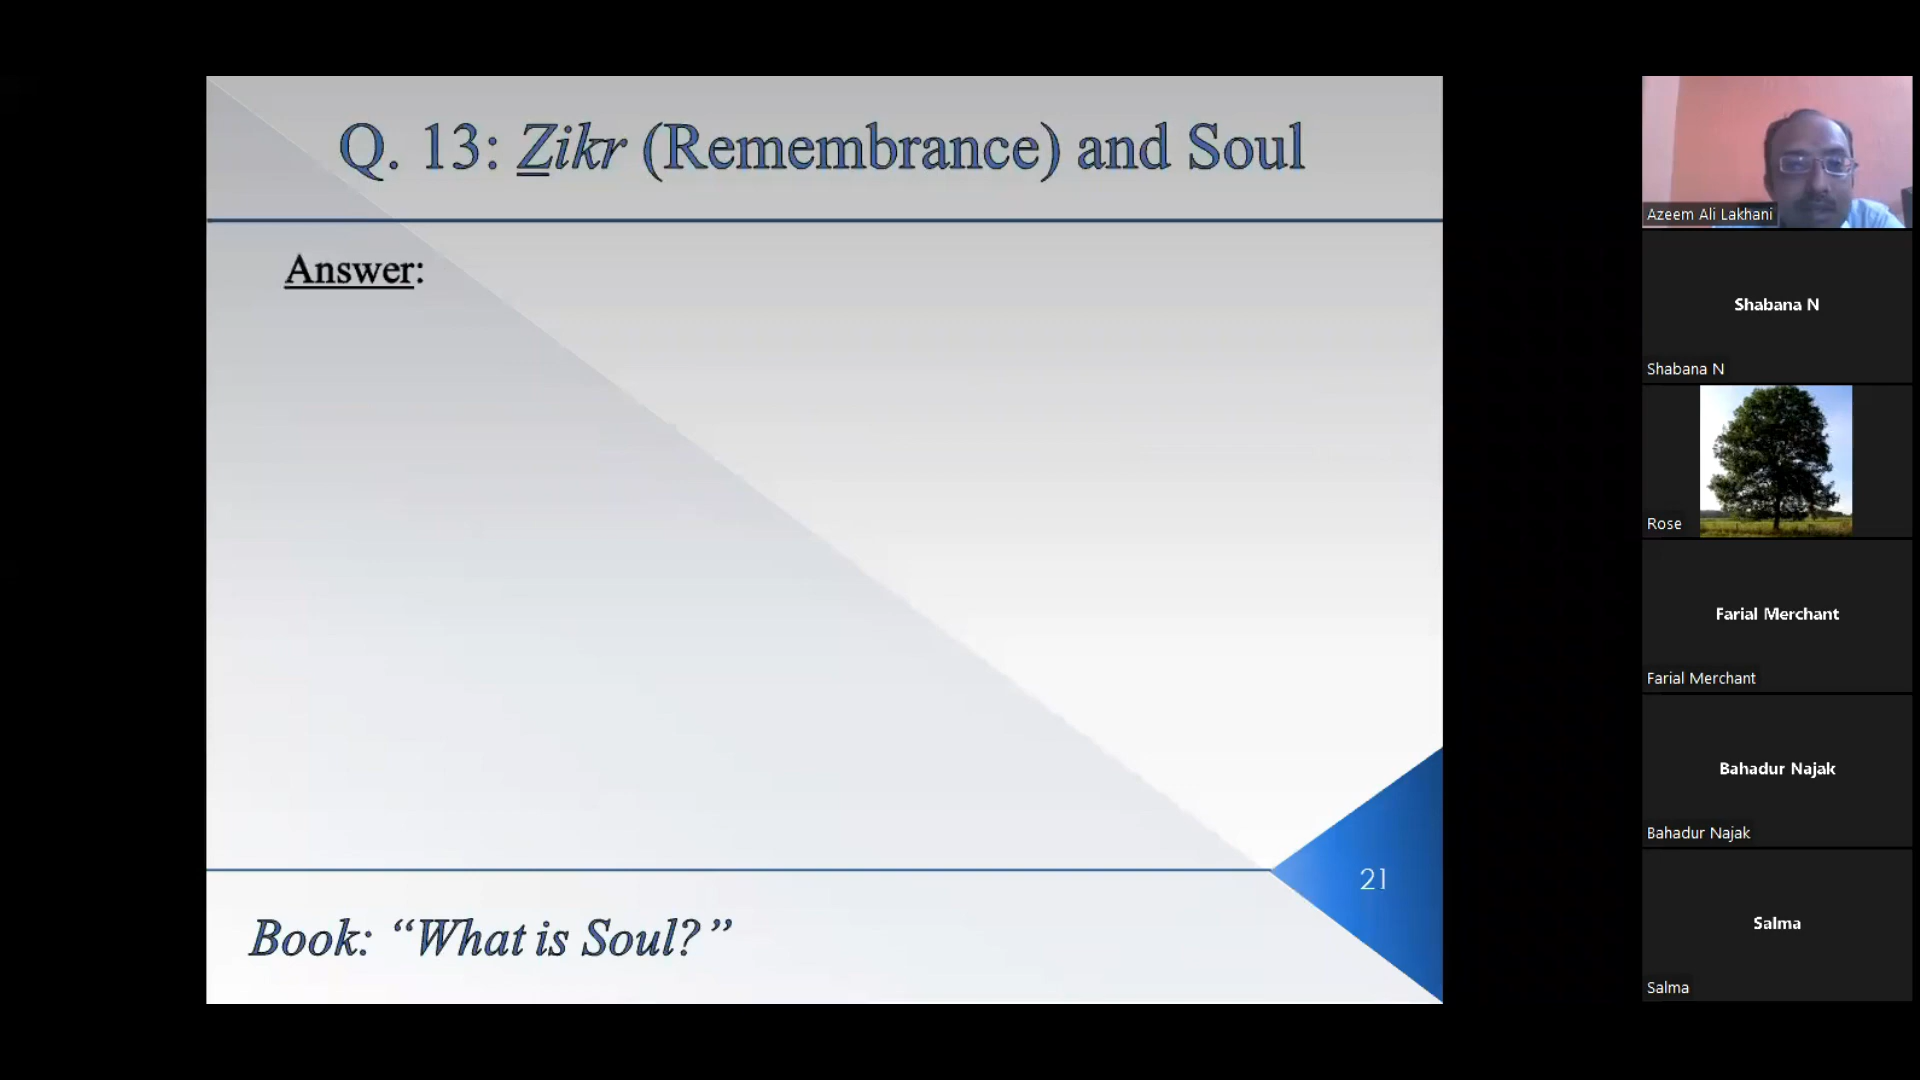 Q. 13: Zikr (Remembrance) and Soul
Answer:
21
Book: “What is Soul?”
Azeem Ali Lakhani
Shabana N
Shabana N
Rose
Farial Merchant
Farial Merchant
Bahadur Najak
Bahadur Najak
Salma
Salma